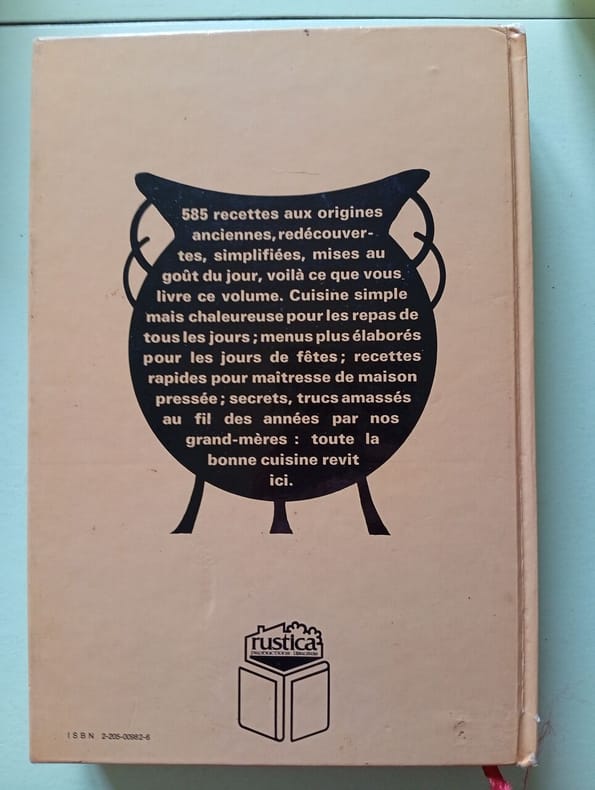 585 recettes aux origines
anciennes, redécouver-
tes, simplifiées, mises au
goût du jour, voilà ce que vous
livre ce volume. Cuisine simple
mais chaleureuse pour les repas de
tous les jours ; menus plus élaborés
pour les jours de fêtes ; recettes
rapides pour maîtresse de maison
pressée ; secrets, trucs amassés
au fil des années par nos
grand-mères : toute la
bonne cuisine revit
ici.
rustica
ISBN 2-205-00982-6